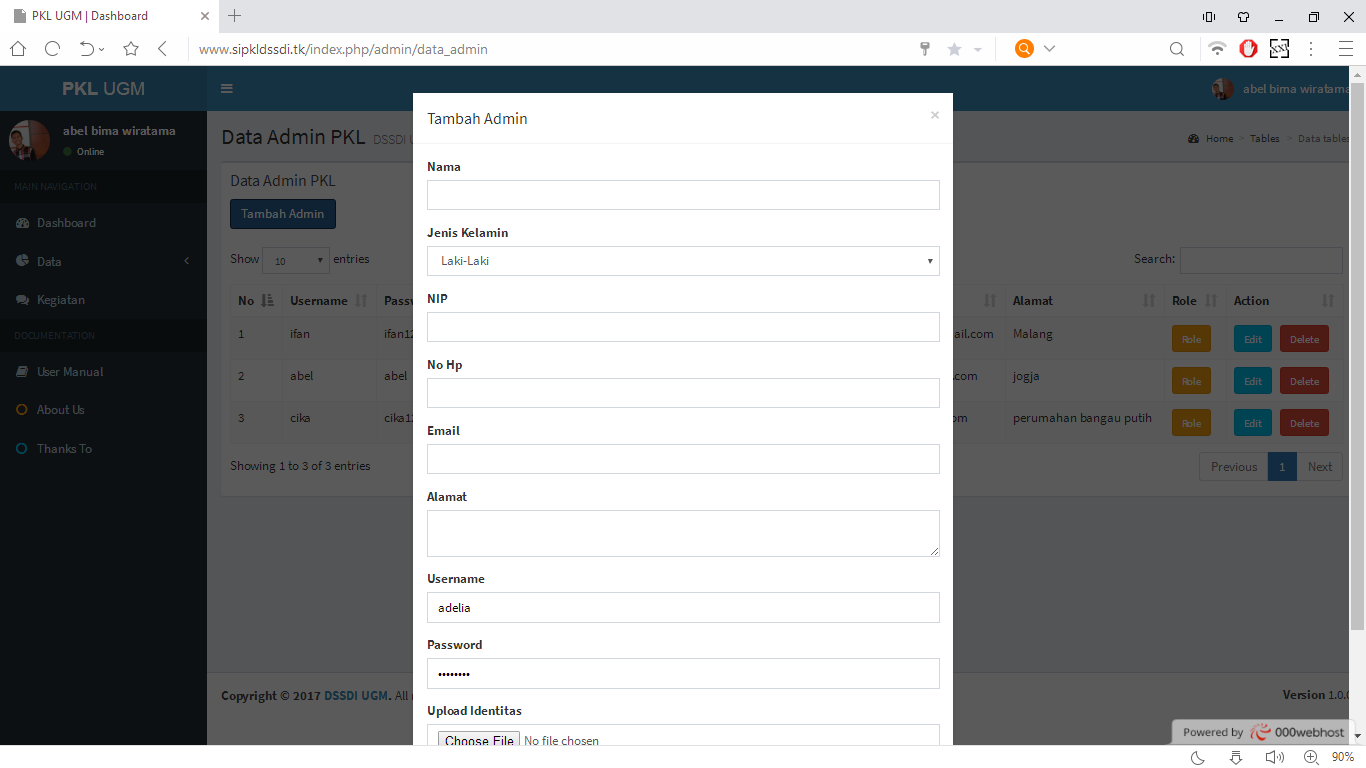 PKL UGM | Dashboard
www.sipkldssdi.tk/index.php/admin/data_admin
PKL UGM
abel bima wiratama
abel bima wiratama
Online
MAIN NAVIGATION
Dashboard
Data
Kegiatan
DOCUMENTATION
User Manual
About Us
Thanks To
Data Admin PKL DSSDI
Home > Tables > Data tables
Data Admin PKL
Tambah Admin
Show 10 entries
Search:
No Username Alamat Role Action
1 ifan Malang Role Edit Delete
2 abel abel .com jogja Role Edit Delete
3 cika perumahan bangau putih Role Edit Delete
Showing 1 to 3 of 3 entries
Previous 1 Next
Tambah Admin ×
Nama
Jenis Kelamin
Laki-Laki
NIP
No Hp
Email
Alamat
Username
adelia
Password
••••••••
Upload Identitas
Choose File No file chosen
Copyright © 2017 DSSDI UGM. All
Version 1.0.0
Powered by 000webhost
90%